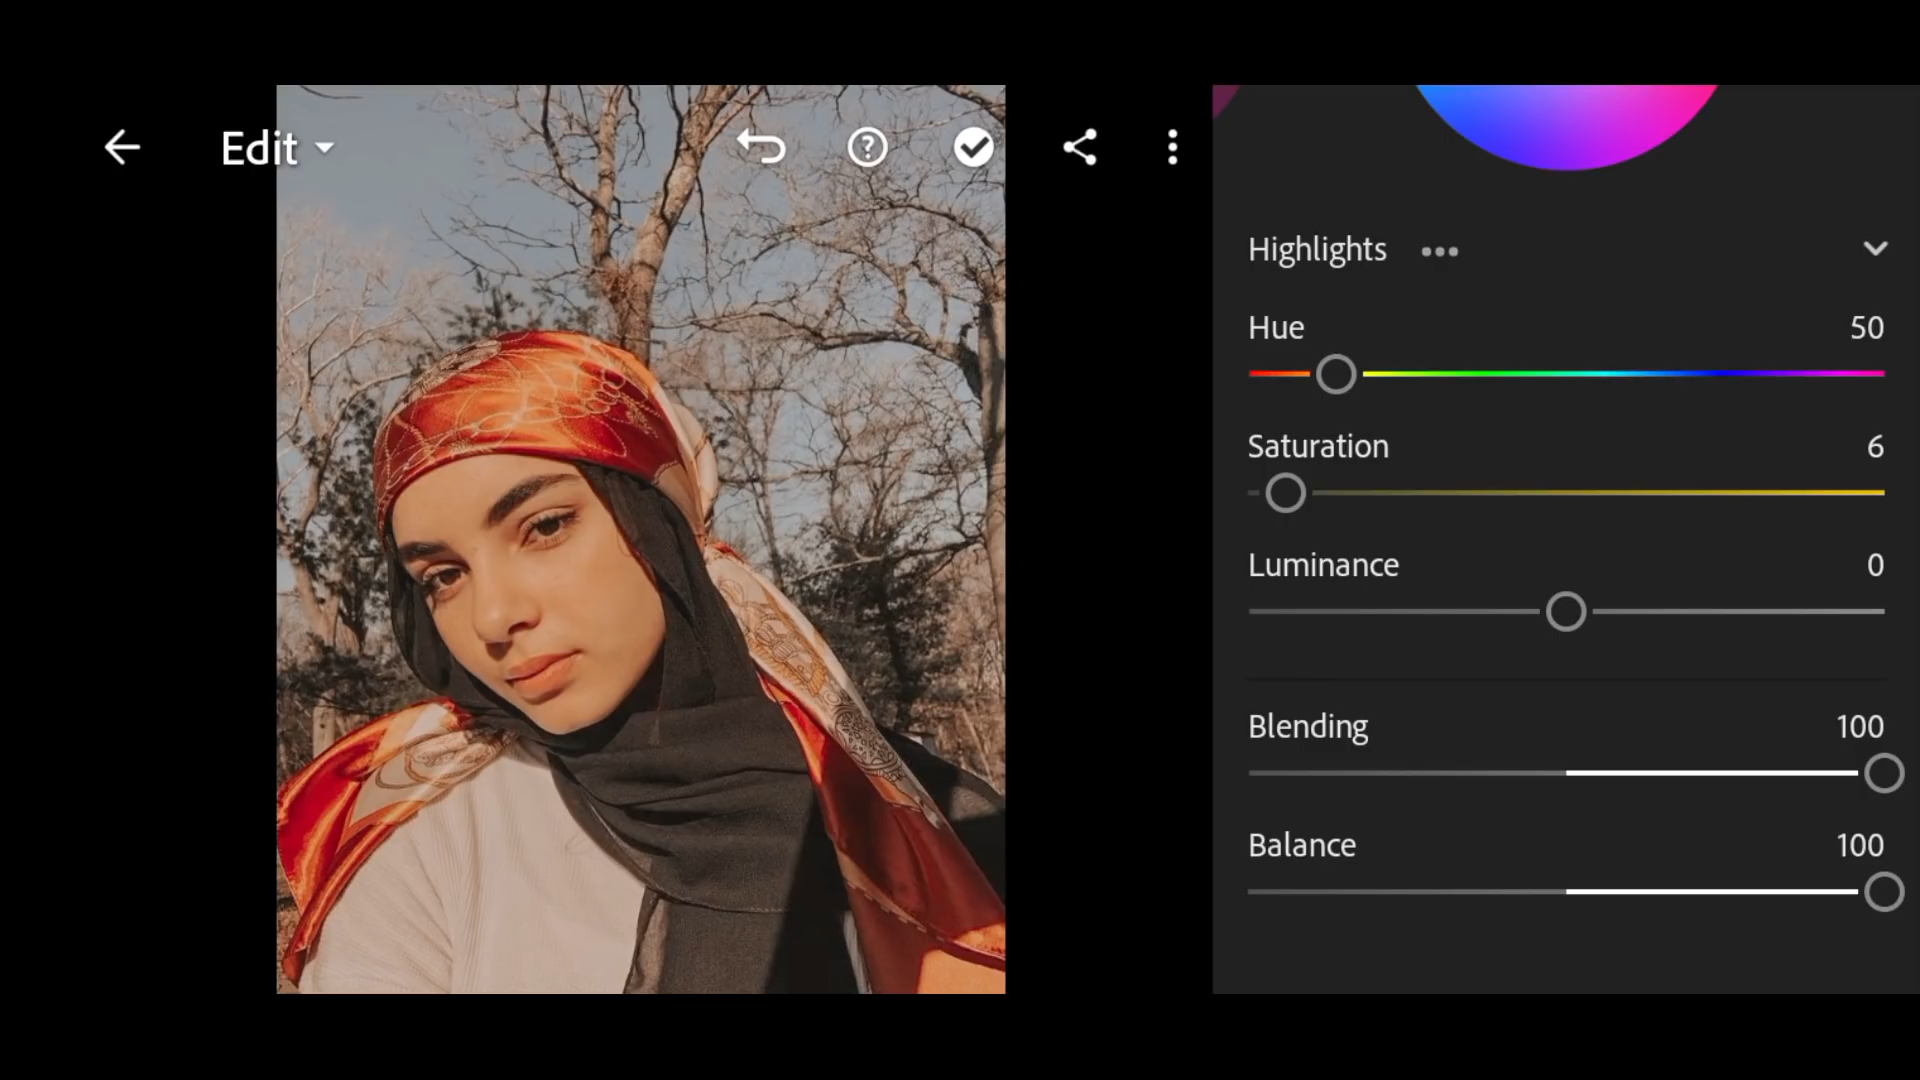 Edit
Highlights
Hue 50
Saturation 6
Luminance 0
Blending 100
Balance 100